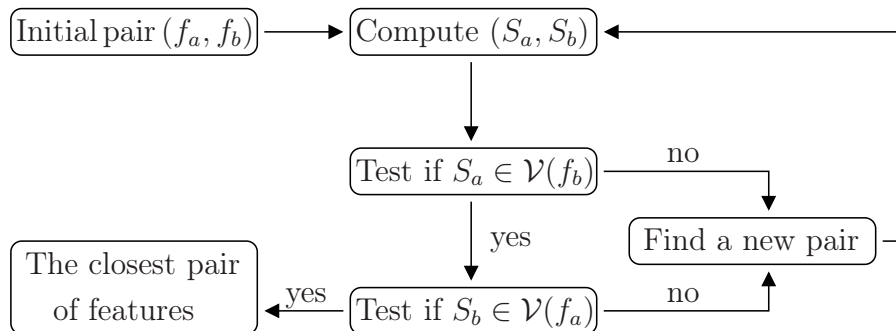 Initial pair (f_a, f_b)
Compute (S_a, S_b)
Test if S_a ∈ 𝒱(f_b)
no
yes
Find a new pair
The closest pair
of features
yes
Test if S_b ∈ 𝒱(f_a)
no